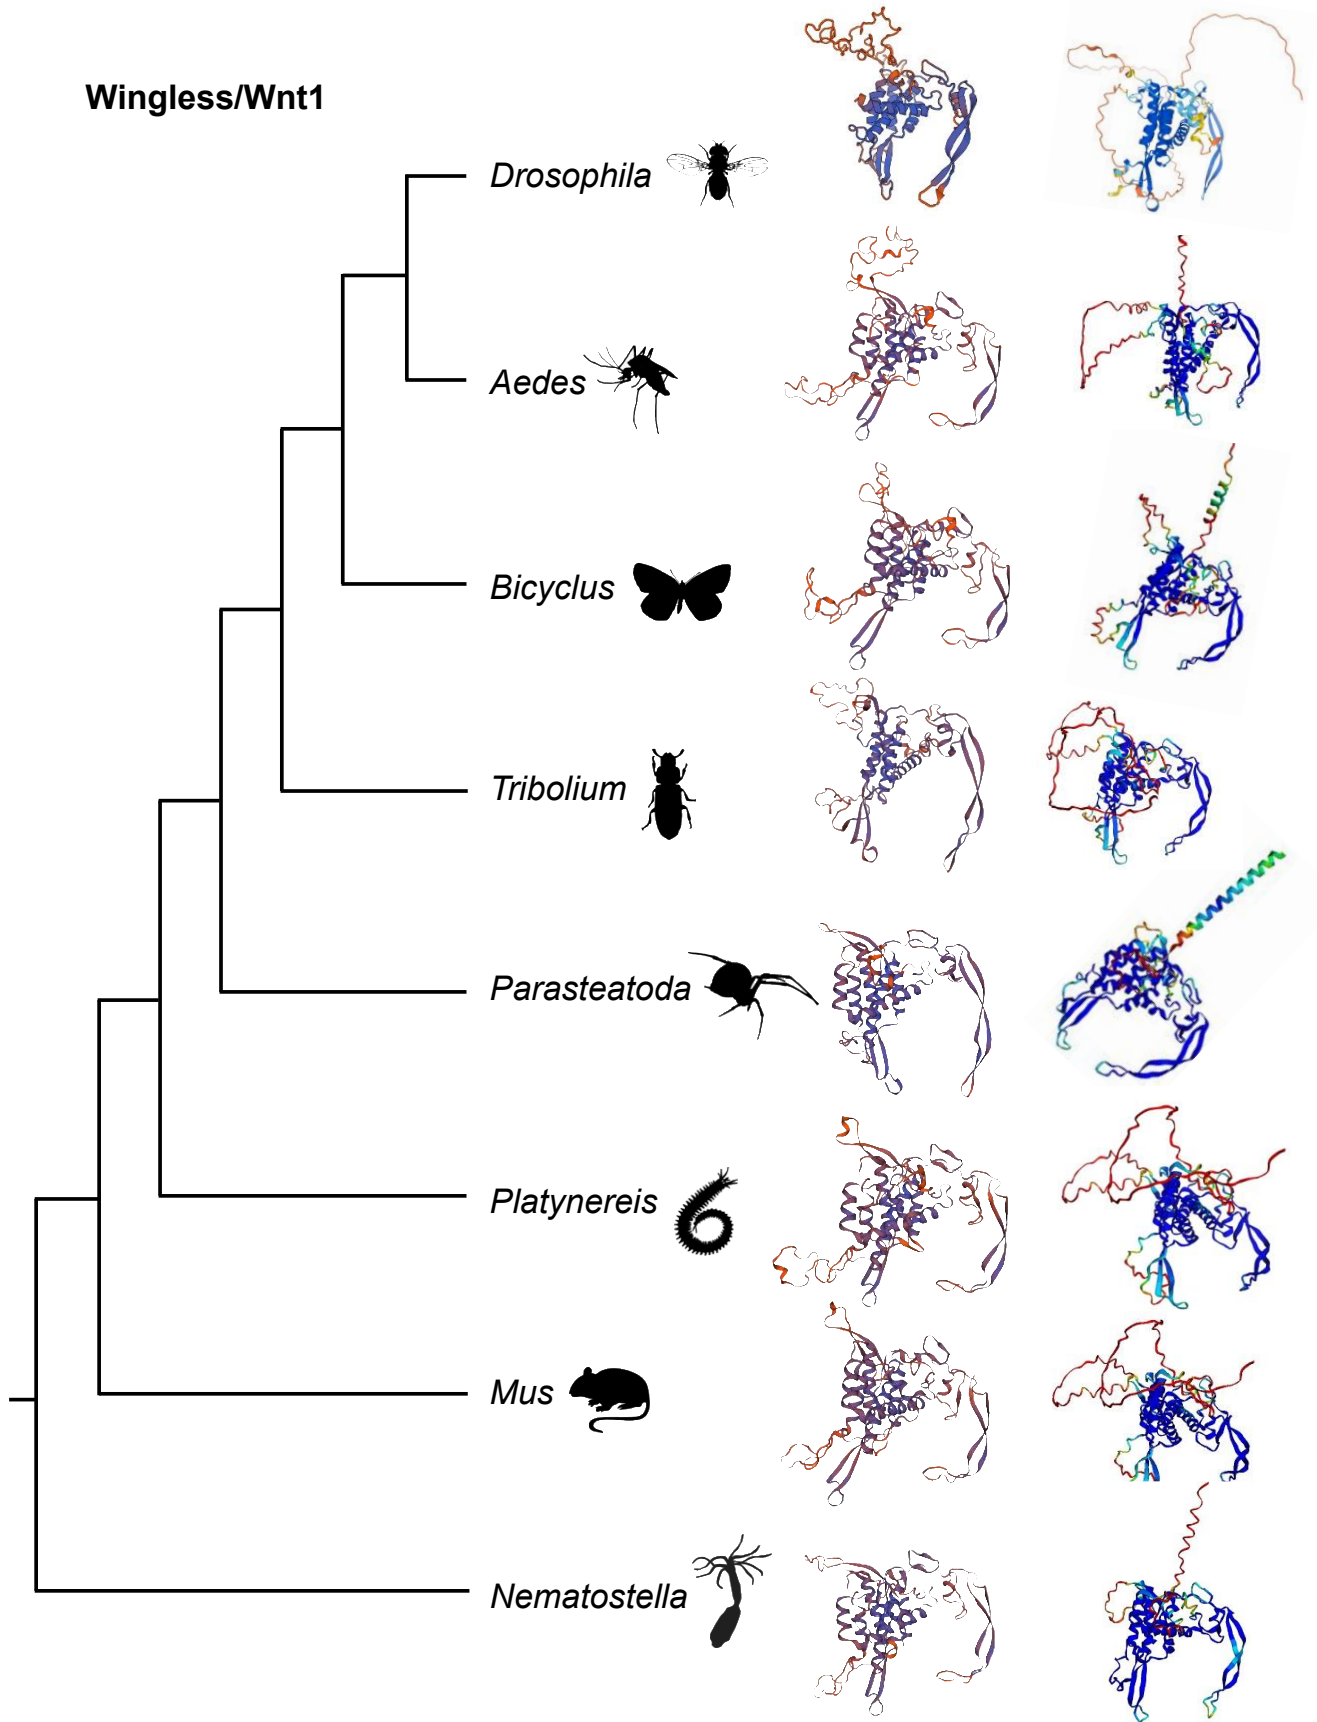 Wingless/Wnt1
Drosophila
Aedes
Bicyclus
Tribolium
Parasteatoda
Platynereis
Mus
Nematostella